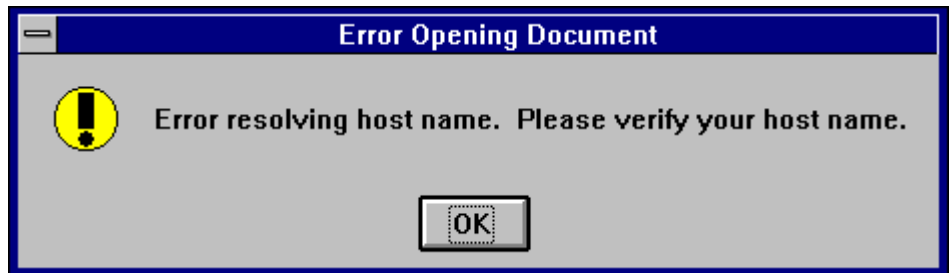 Error Opening Document
Error resolving host name.  Please verify your host name.
OK